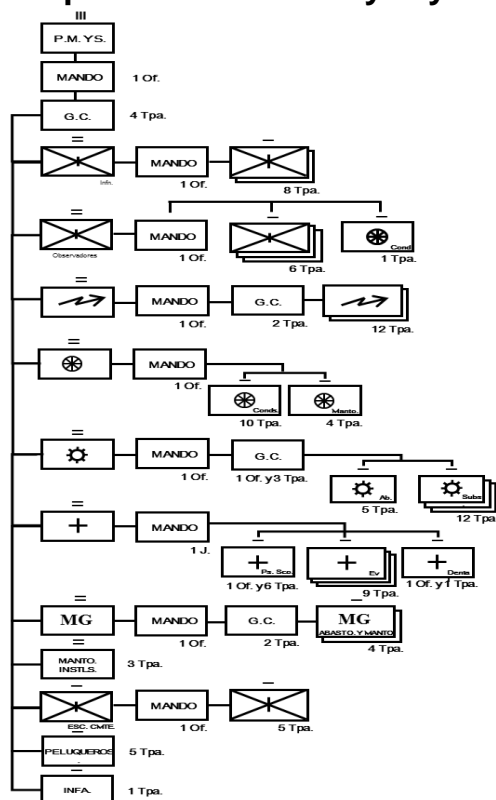 P.M. YS.
MANDO 1 Of.
G.C. 4 Tpa.
MANDO
Infn. 1 Of. 8 Tpa.
MANDO Cond
Observadores 1 Of. 6 Tpa. 1 Tpa.
MANDO G.C.
1 Of. 2 Tpa. 12 Tpa.
MANDO
1 Of.
Conds. Manto.
10 Tpa. 4 Tpa.
MANDO G.C.
1 Of. 1 Of. y3 Tpa.
Ab. Subs
5 Tpa. 12 Tpa
MANDO
1 J.
Pz. Sco. Ev Denta
1 Of. y6 Tpa. 9 Tpa. 1 Of. y1 Tpa.
MG MANDO G.C. MG
ABASTO. Y MANTO
1 Of. 2 Tpa. 4 Tpa.
MANTO.
INSTLS. 3 Tpa.
MANDO
ESC. CMTE. 1 Of. 5 Tpa.
PELUQUEROS 5 Tpa.
INFA. 1 Tpa.